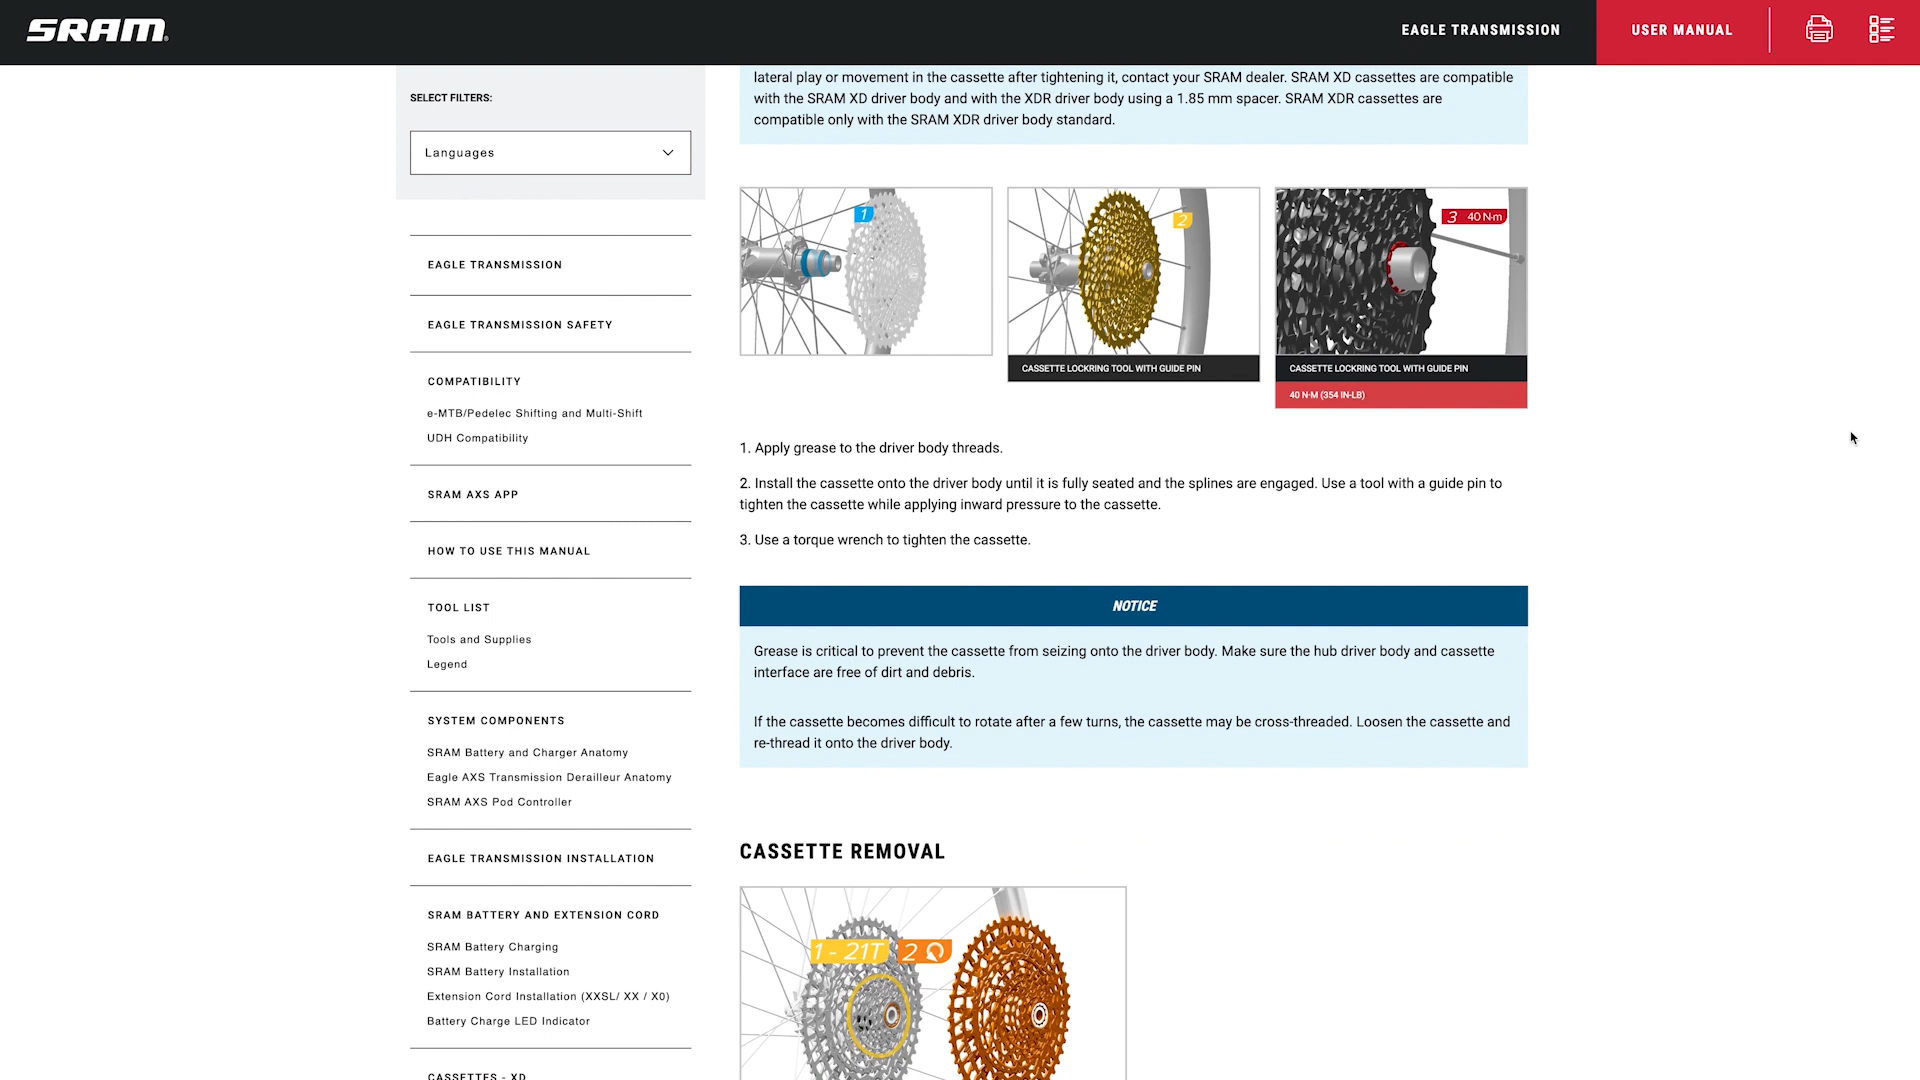 SRAM
EAGLE TRANSMISSION
USER MANUAL
SELECT FILTERS:
Languages
EAGLE TRANSMISSION
EAGLE TRANSMISSION SAFETY
COMPATIBILITY
e-MTB/Pedelec Shifting and Multi-Shift
UDH Compatibility
SRAM AXS APP
HOW TO USE THIS MANUAL
TOOL LIST
Tools and Supplies
Legend
SYSTEM COMPONENTS
SRAM Battery and Charger Anatomy
Eagle AXS Transmission Derailleur Anatomy
SRAM AXS Pod Controller
EAGLE TRANSMISSION INSTALLATION
SRAM BATTERY AND EXTENSION CORD
SRAM Battery Charging
SRAM Battery Installation
Extension Cord Installation (XXSL/ XX / X0)
Battery Charge LED Indicator
CASSETTES - XD
lateral play or movement in the cassette after tightening it, contact your SRAM dealer. SRAM XD cassettes are compatible
with the SRAM XD driver body and with the XDR driver body using a 1.85 mm spacer. SRAM XDR cassettes are
compatible only with the SRAM XDR driver body standard.
1
2
3 40 N·m
CASSETTE LOCKRING TOOL WITH GUIDE PIN
CASSETTE LOCKRING TOOL WITH GUIDE PIN
40 N·M (354 IN-LB)
1. Apply grease to the driver body threads.
2. Install the cassette onto the driver body until it is fully seated and the splines are engaged. Use a tool with a guide pin to
tighten the cassette while applying inward pressure to the cassette.
3. Use a torque wrench to tighten the cassette.
NOTICE
Grease is critical to prevent the cassette from seizing onto the driver body. Make sure the hub driver body and cassette
interface are free of dirt and debris.
If the cassette becomes difficult to rotate after a few turns, the cassette may be cross-threaded. Loosen the cassette and
re-thread it onto the driver body.
CASSETTE REMOVAL
1 - 21T 2